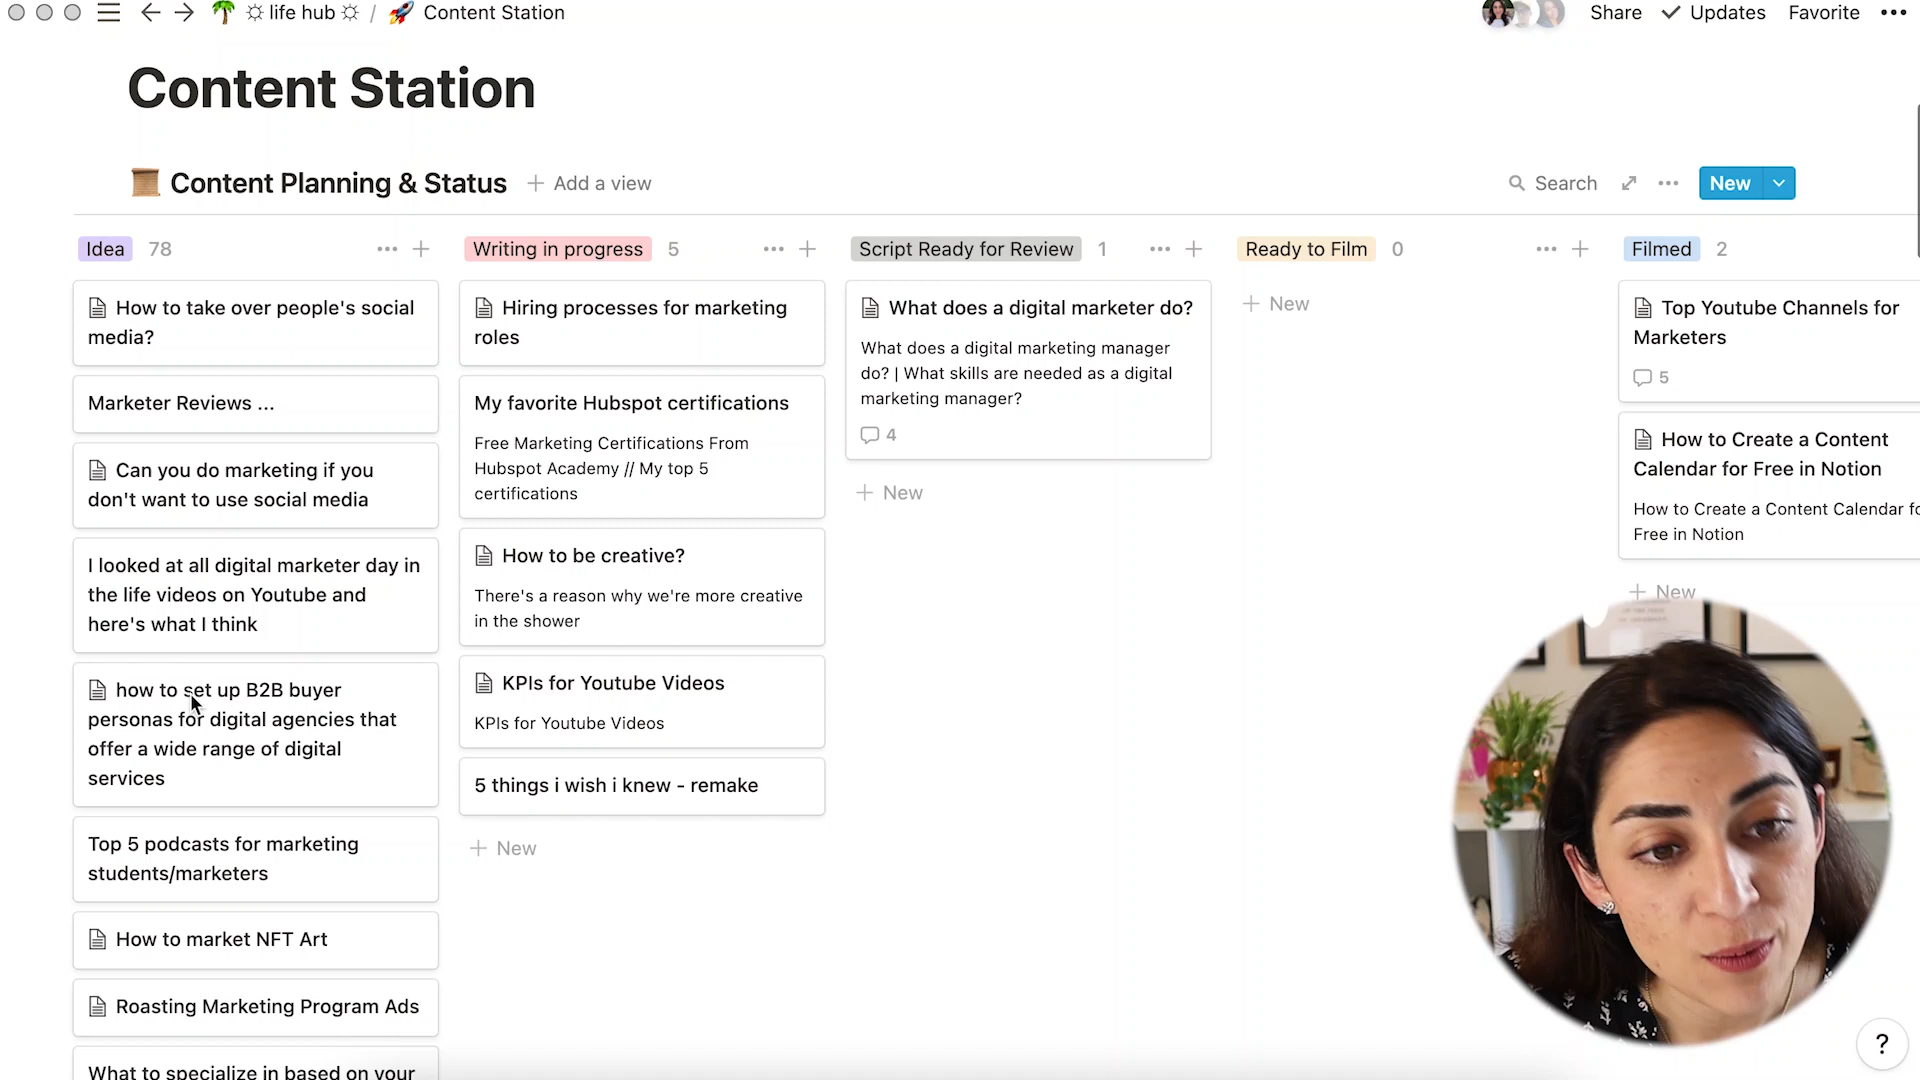 life hub / Content Station
Share Updates Favorite
Content Station
Content Planning & Status + Add a view
Search New
Idea 78
How to take over people's social
media?
Marketer Reviews ...
Can you do marketing if you
don't want to use social media
I looked at all digital marketer day in
the life videos on Youtube and
here's what I think
how to set up B2B buyer
personas for digital agencies that
offer a wide range of digital
services
Top 5 podcasts for marketing
students/marketers
How to market NFT Art
Roasting Marketing Program Ads
What to specialize in based on your
Writing in progress 5
Hiring processes for marketing
roles
My favorite Hubspot certifications
Free Marketing Certifications From
Hubspot Academy // My top 5
certifications
How to be creative?
There's a reason why we're more creative
in the shower
KPIs for Youtube Videos
KPIs for Youtube Videos
5 things i wish i knew - remake
+ New
Script Ready for Review 1
What does a digital marketer do?
What does a digital marketing manager
do? | What skills are needed as a digital
marketing manager?
4
+ New
Ready to Film 0
+ New
Filmed 2
Top Youtube Channels for
Marketers
5
How to Create a Content
Calendar for Free in Notion
How to Create a Content Calendar fo
Free in Notion
+ New
?